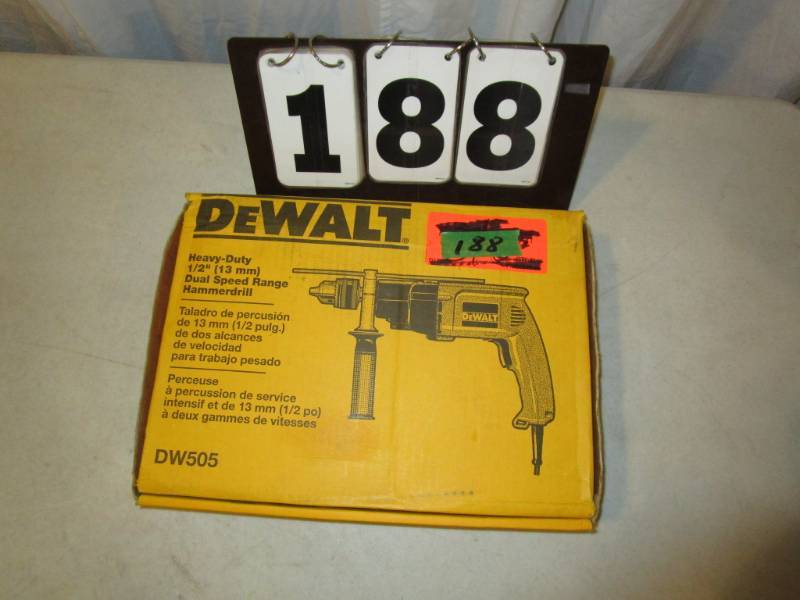 188
DEWALT
188
Heavy-Duty
1/2" (13 mm)
Dual Speed Range
Hammerdrill
Taladro de percusión
de 13 mm (1/2 pulg.)
de dos alcances
de velocidad
para trabajo pesado
Perceuse
à percussion de service
intensif et de 13 mm (1/2 po)
à deux gammes de vitesses
DEWALT
DW505